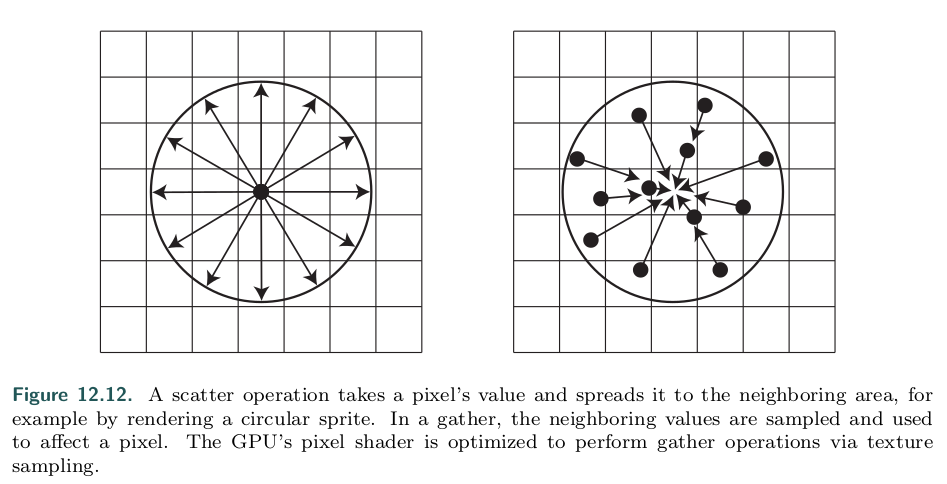 Figure 12.12. A scatter operation takes a pixel's value and spreads it to the neighboring area, for
example by rendering a circular sprite. In a gather, the neighboring values are sampled and used
to affect a pixel. The GPU's pixel shader is optimized to perform gather operations via texture
sampling.